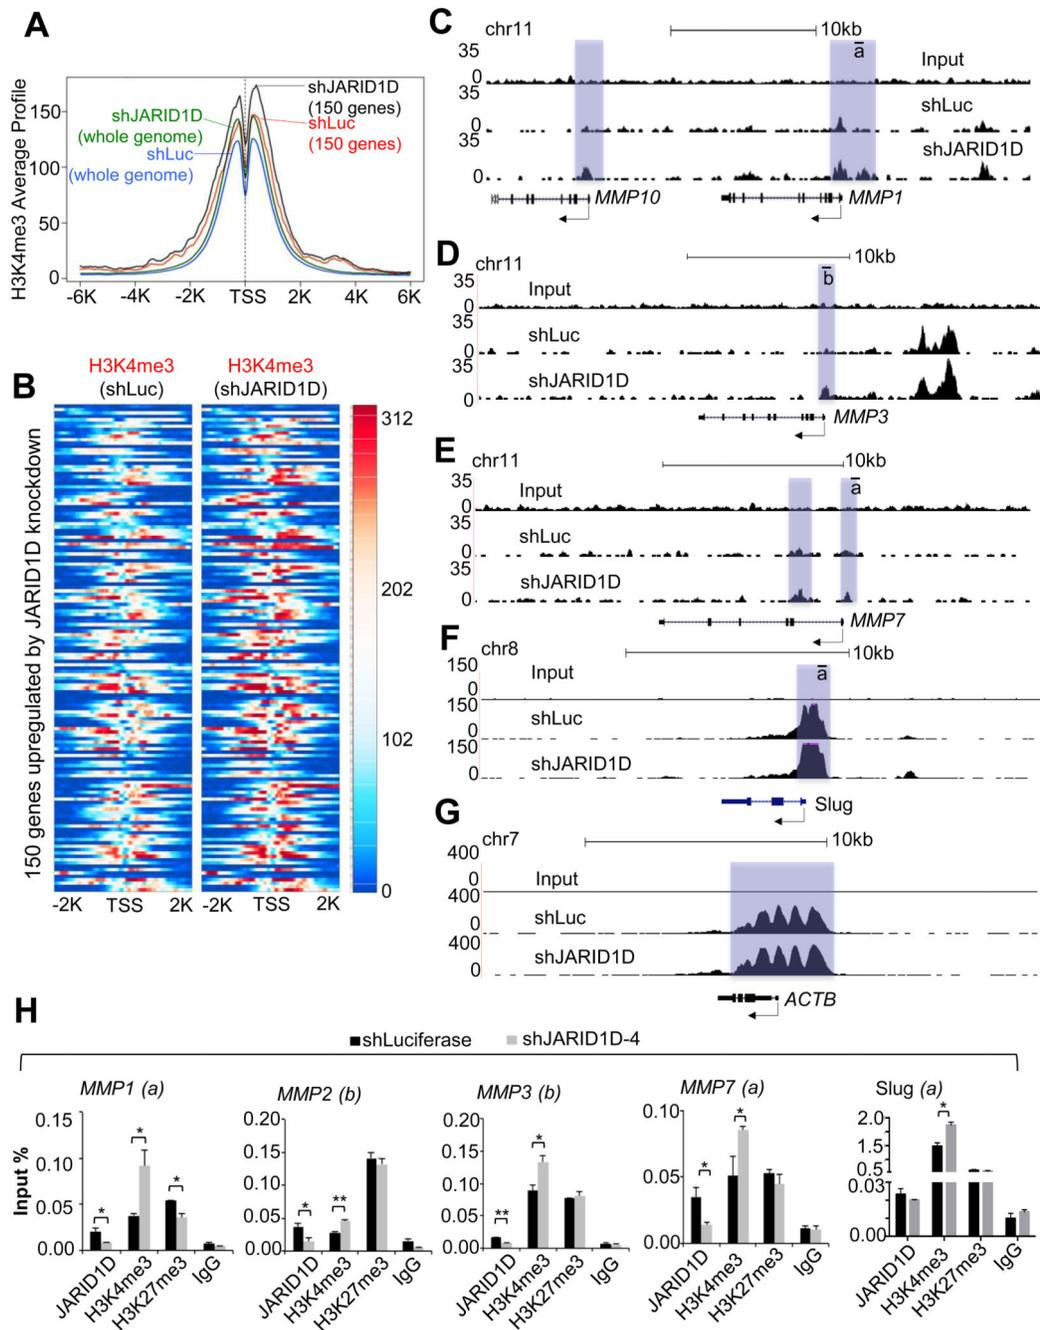 A
H3K4me3 Average Profile
150
100
50
0
-6K -4K -2K TSS 2K 4K 6K
shJARID1D
(150 genes)
shJARID1D
(whole genome)
shLuc
(150 genes)
shLuc
(whole genome)
B
H3K4me3 H3K4me3
(shLuc) (shJARID1D)
150 genes upregulated by JARID1D knockdown
312
202
102
0
-2K TSS 2K -2K TSS 2K
C
chr11
10kb
a
35
Input
0
35
shLuc
0
35
shJARID1D
0
MMP10 MMP1
D
chr11
10kb
b
35
Input
0
35
shLuc
0
35
shJARID1D
0
MMP3
E
chr11
10kb
a
35
Input
0
35
shLuc
0
35
shJARID1D
0
MMP7
F
chr8
10kb
a
150
Input
0
150
shLuc
0
150
shJARID1D
0
Slug
G
chr7
10kb
400
0
Input
400
shLuc
0
400
shJARID1D
0
ACTB
H
shLuciferase shJARID1D-4
Input %
MMP1 (a)
0.15
0.10
0.05
0.00
* * *
JARID1D H3K4me3 H3K27me3 IgG
MMP2 (b)
0.20
0.15
0.10
0.05
0.00
* **
JARID1D H3K4me3 H3K27me3 IgG
MMP3 (b)
0.20
0.15
0.10
0.05
0.00
** *
JARID1D H3K4me3 H3K27me3 IgG
MMP7 (a)
0.10
0.05
0.00
* *
JARID1D H3K4me3 H3K27me3 IgG
Slug (a)
2.0
1.5
0.5
0.03
0.00
*
JARID1D H3K4me3 H3K27me3 IgG